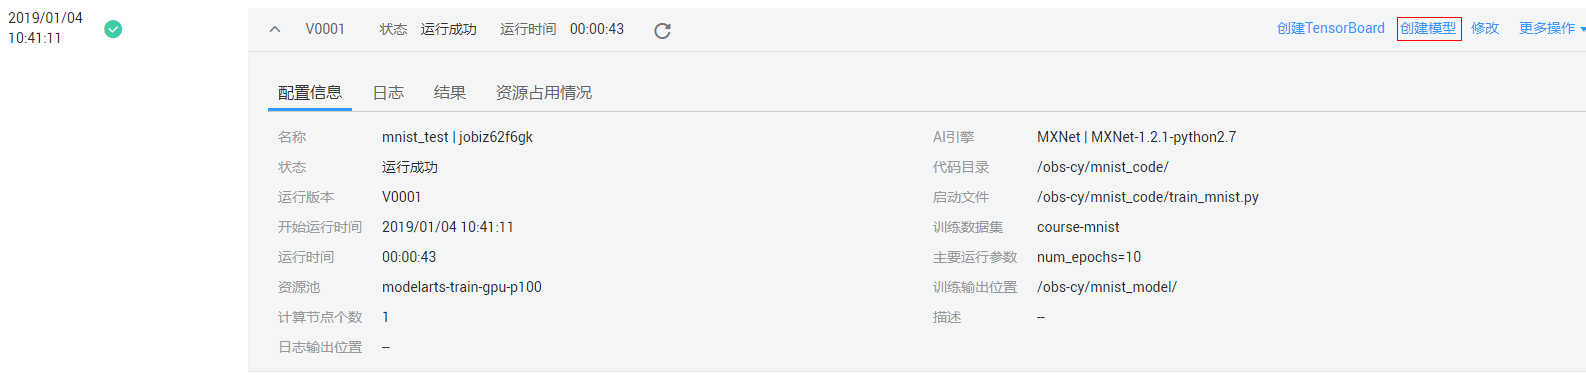 2019/01/04
10:41:11
V0001 状态 运行成功 运行时间 00:00:43 创建TensorBoard 创建模型 修改 更多操作
配置信息 日志 结果 资源占用情况
名称 mnist_test | jobiz62f6gk AI引擎 MXNet | MXNet-1.2.1-python2.7
状态 运行成功 代码目录 /obs-cy/mnist_code/
运行版本 V0001 启动文件 /obs-cy/mnist_code/train_mnist.py
开始运行时间 2019/01/04 10:41:11 训练数据集 course-mnist
运行时间 00:00:43 主要运行参数 num_epochs=10
资源池 modelarts-train-gpu-p100 训练输出位置 /obs-cy/mnist_model/
计算节点个数 1 描述 --
日志输出位置 --